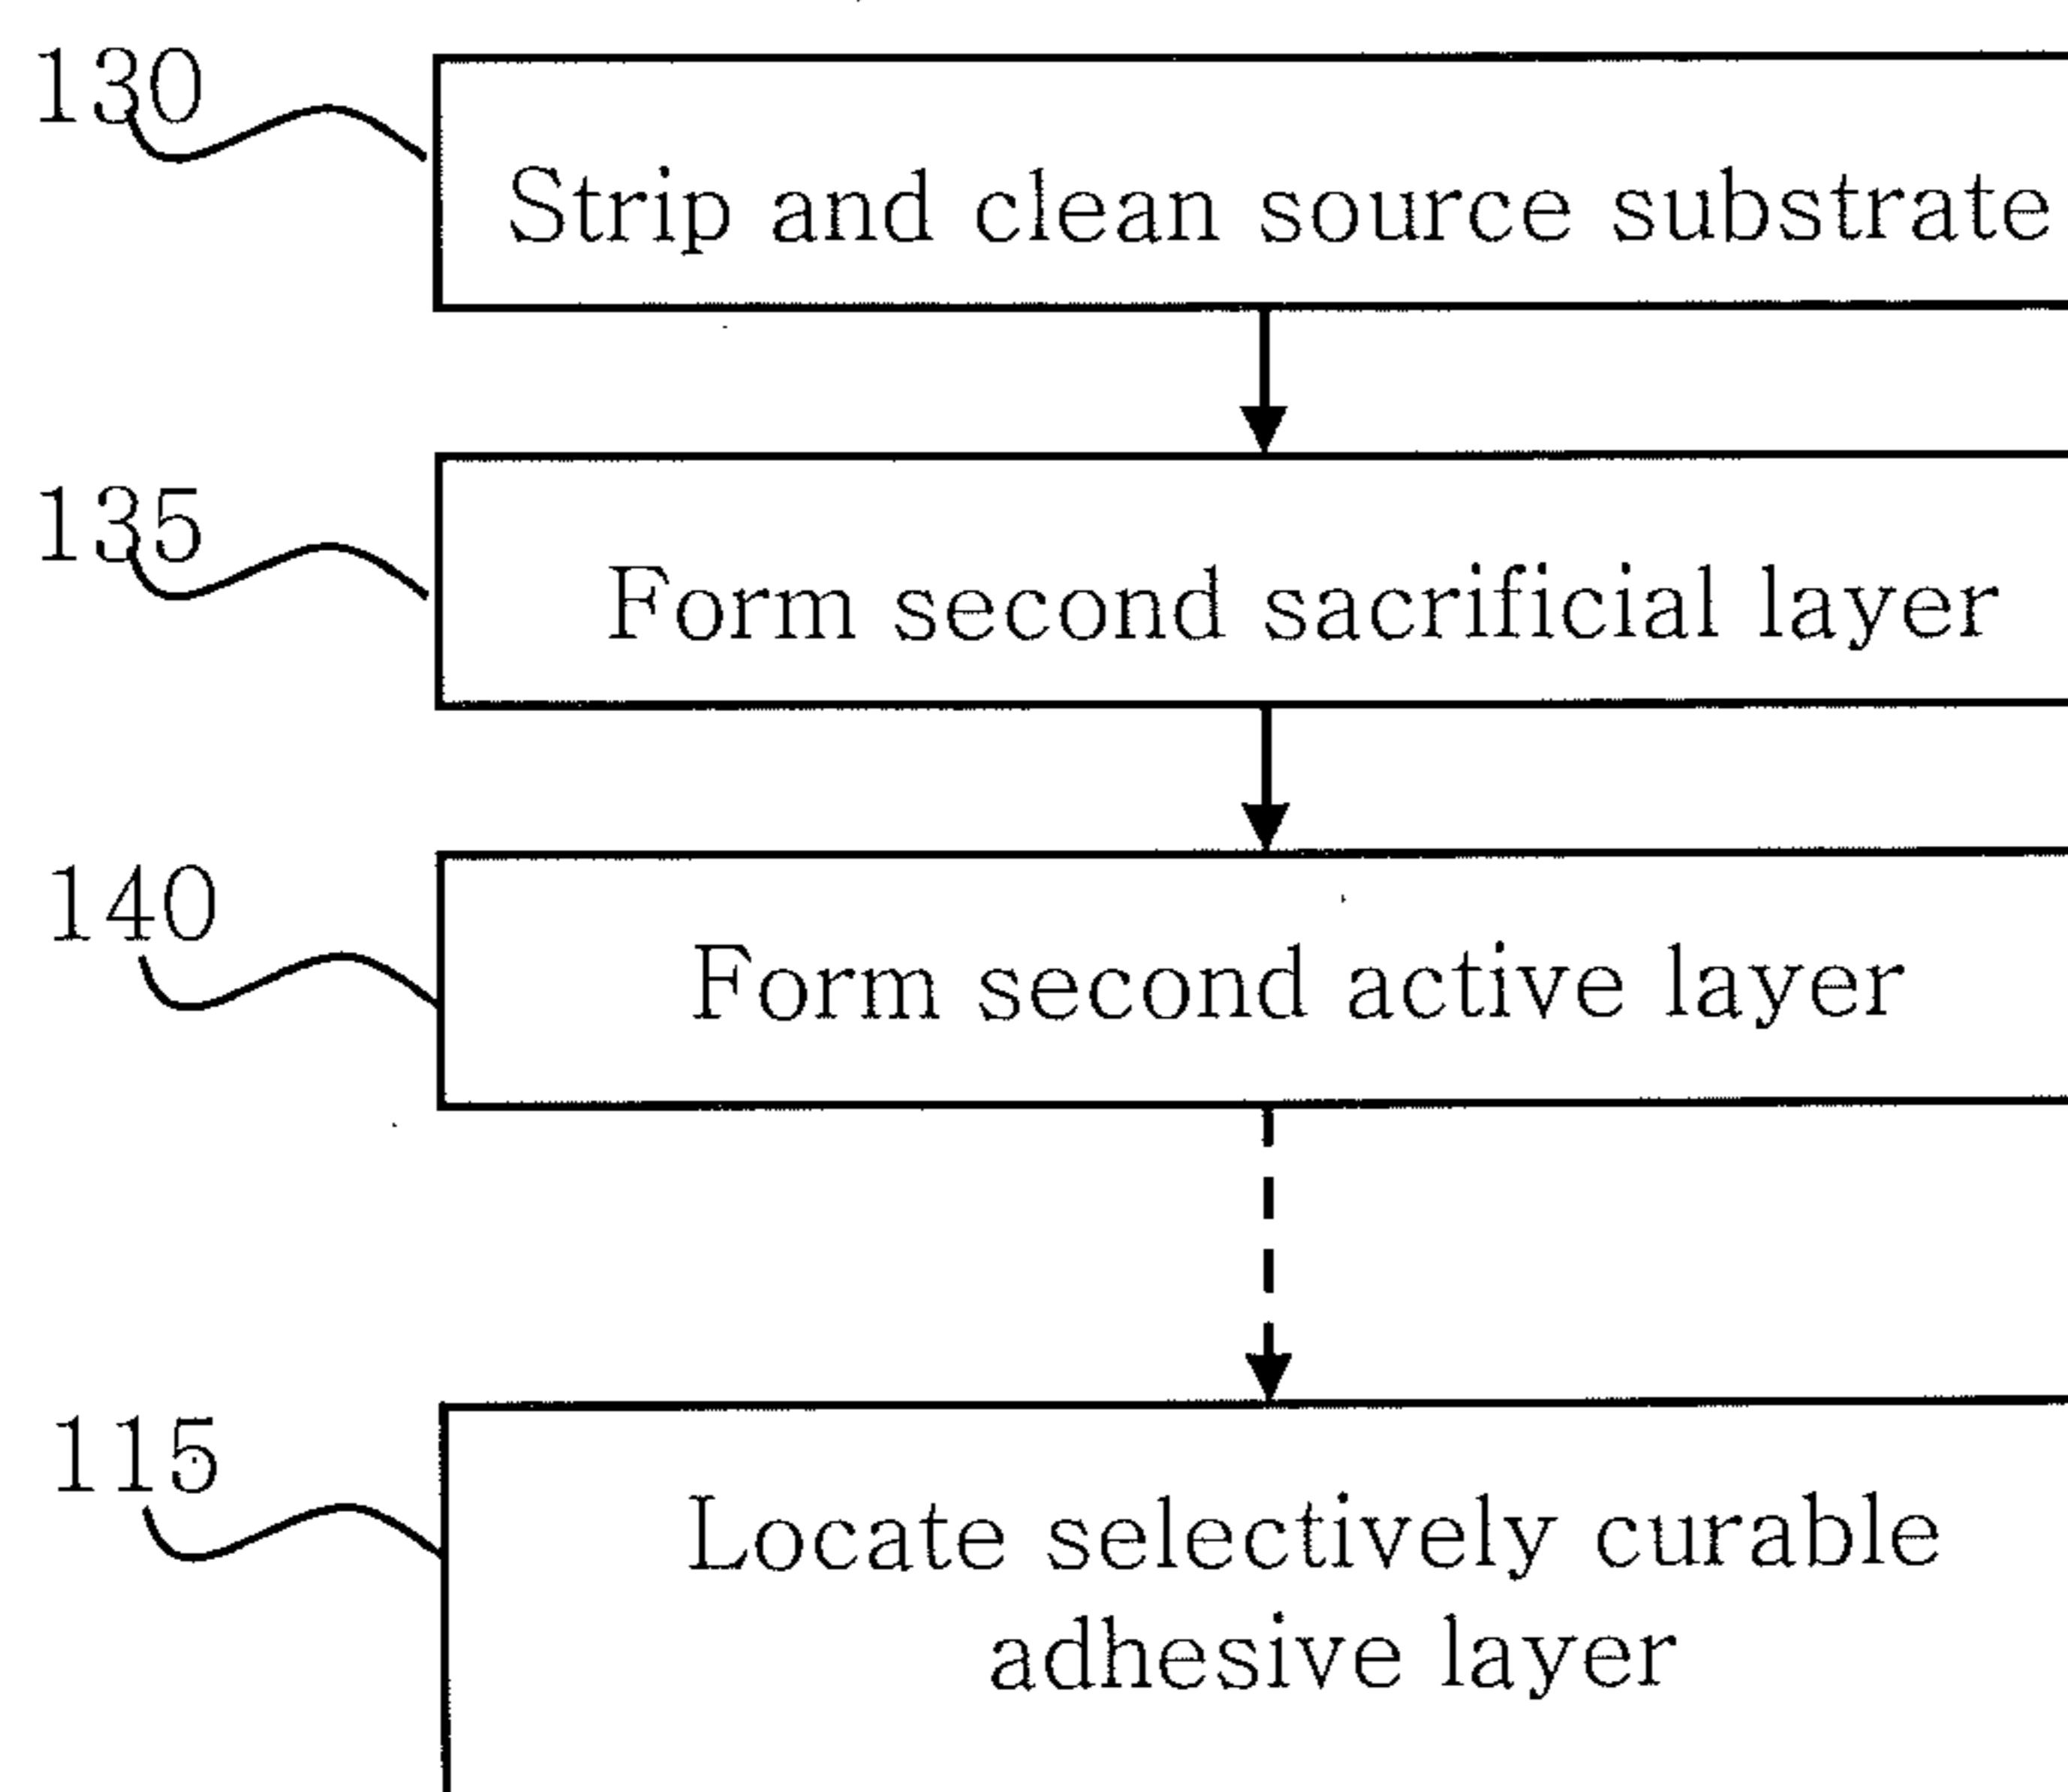 130
Strip and clean source substrate
135
Form second sacrificial layer
140
Form second active layer
115
Locate selectively curable
adhesive layer